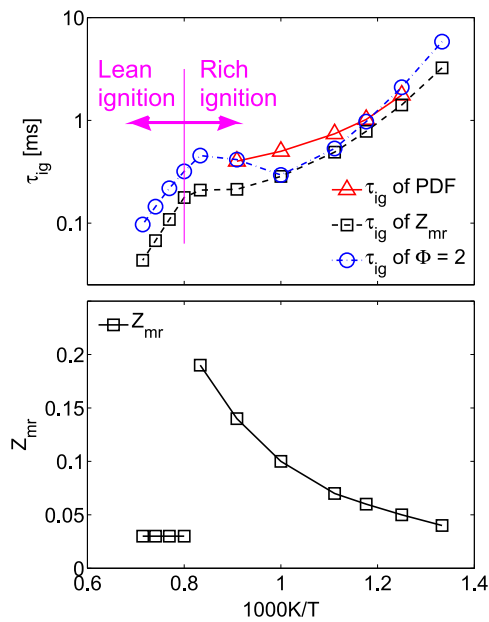 10
Lean Rich
ignition ignition
1
τig [ms]
0.1
τig of PDF
τig of Zmr
τig of Φ = 2
Zmr
0.2
0.15
Zmr
0.1
0.05
0
0.6 0.8 1 1.2 1.4
1000K/T